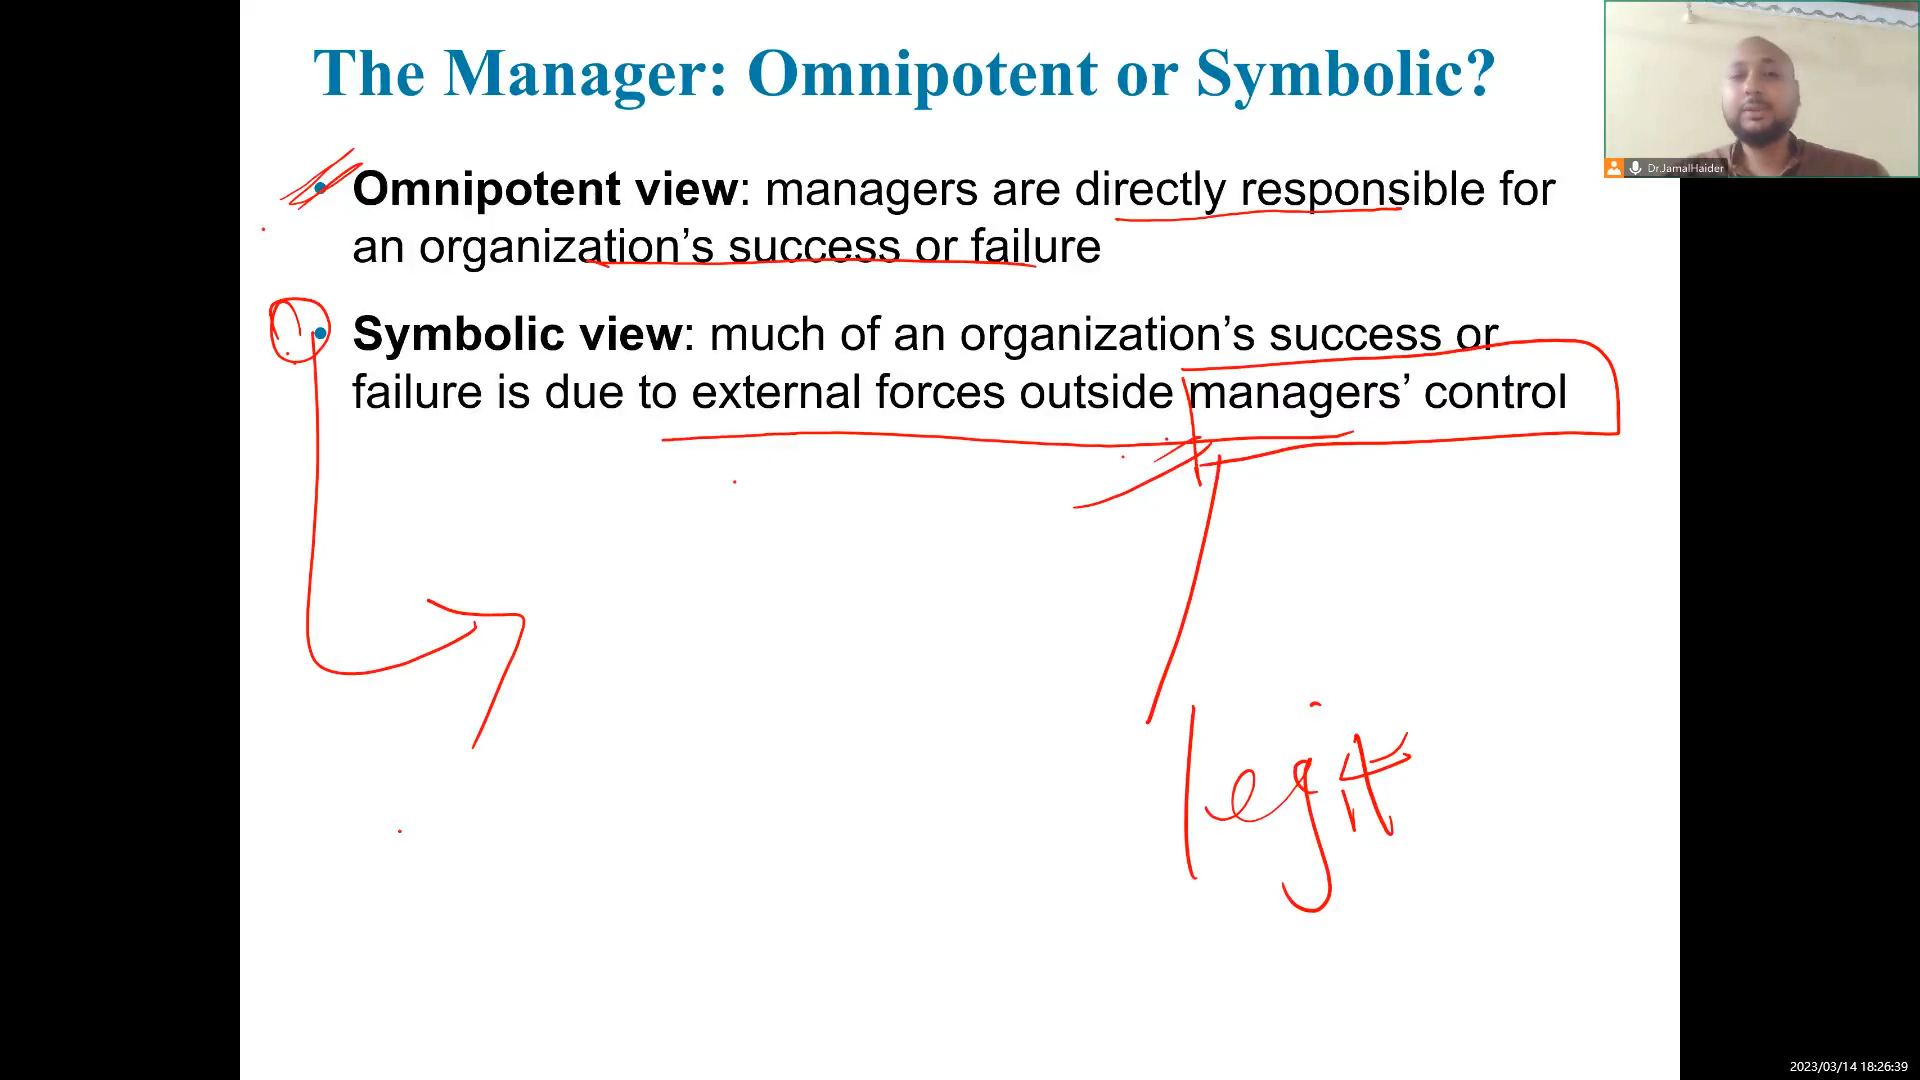 The Manager: Omnipotent or Symbolic?
Dr.JamalHaider
• Omnipotent view: managers are directly responsible for
an organization’s success or failure
• Symbolic view: much of an organization’s success or
failure is due to external forces outside managers’ control
legit
2023/03/14 18:26:39